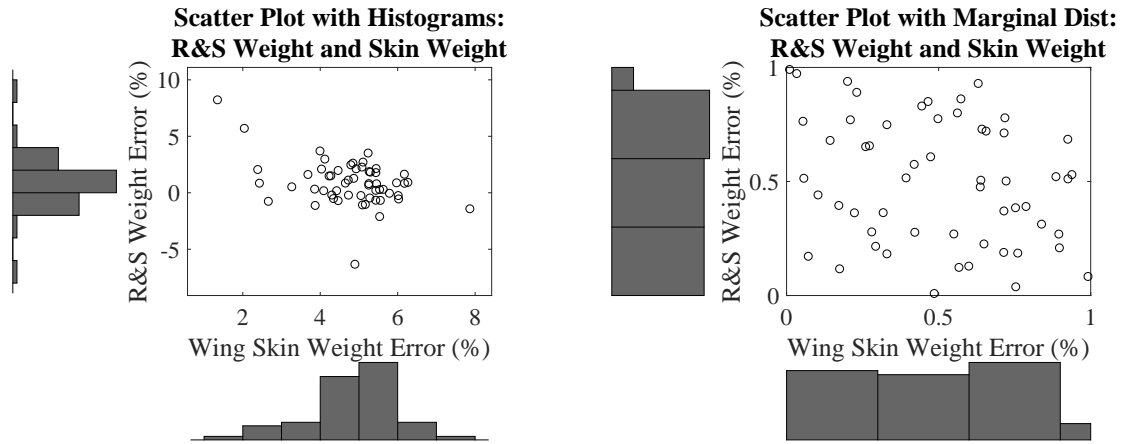 Scatter Plot with Histograms:
R&S Weight and Skin Weight
R&S Weight Error (%)
10
5
0
-5
2
4
6
8
Wing Skin Weight Error (%)
Scatter Plot with Marginal Dist:
R&S Weight and Skin Weight
R&S Weight Error (%)
1
0.5
0
0
0.5
1
Wing Skin Weight Error (%)